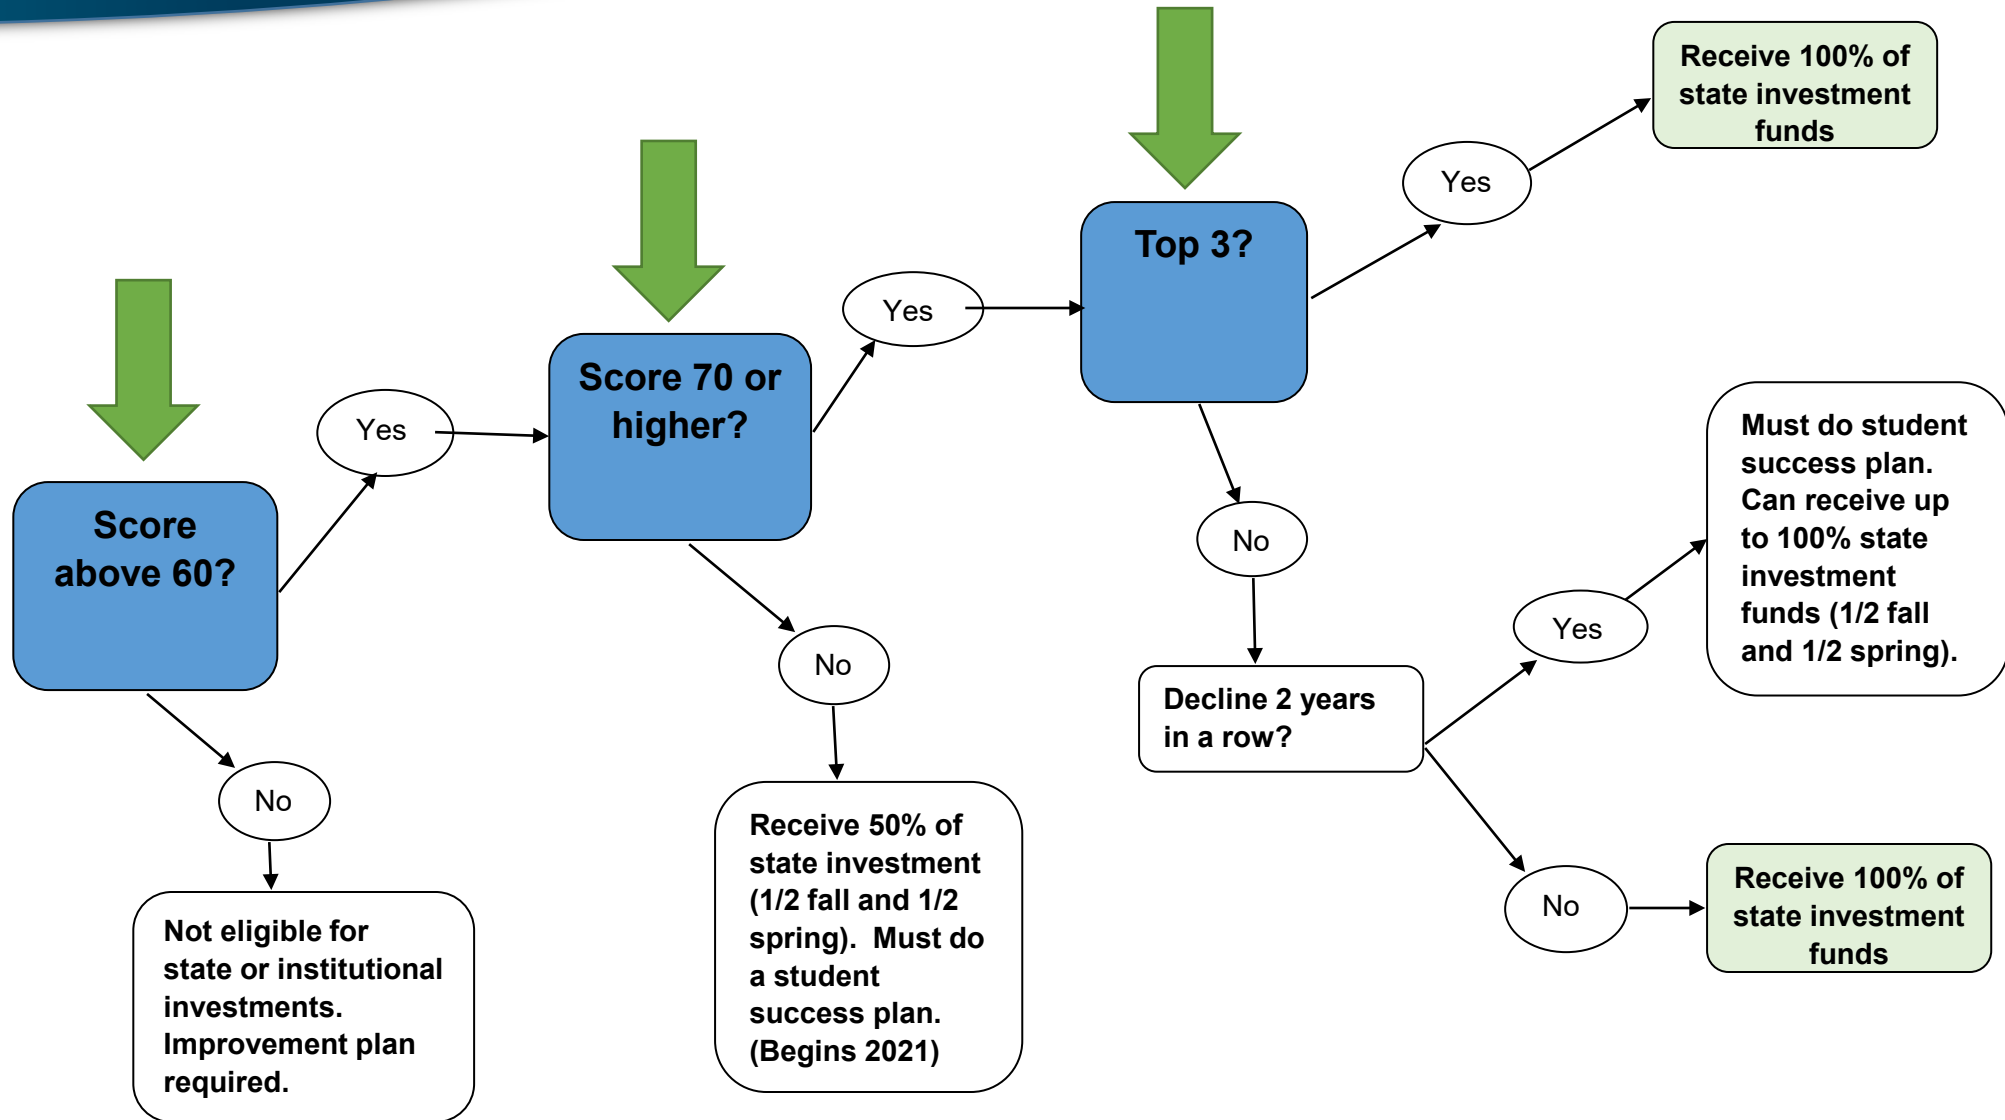 Receive 100% of
state investment
funds
Yes
Top 3?
Yes
Score 70 or
higher?
Yes
Score
above 60?
Must do student
success plan.
Can receive up
to 100% state
investment
funds (1/2 fall
and 1/2 spring).
No
Yes
No
Decline 2 years
in a row?
No
Receive 50% of
state investment
(1/2 fall and 1/2
spring).  Must do
a student
success plan.
(Begins 2021)
No
Receive 100% of
state investment
funds
Not eligible for
state or institutional
investments.
Improvement plan
required.